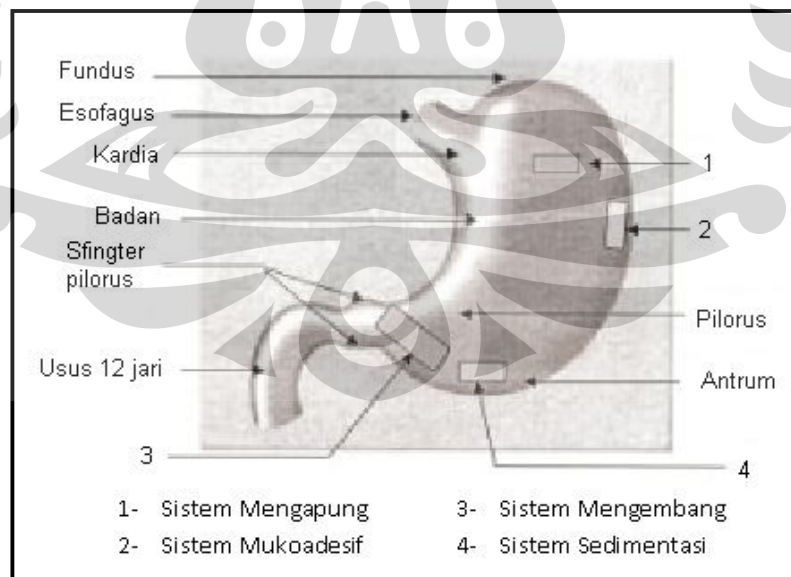 Fundus
Esofagus
Kardia
Badan
Sfingter
pilorus
Usus 12 jari
3
1
2
Pilorus
Antrum
4
1- Sistem Mengapung
2- Sistem Mukoadesif
3- Sistem Mengembang
4- Sistem Sedimentasi